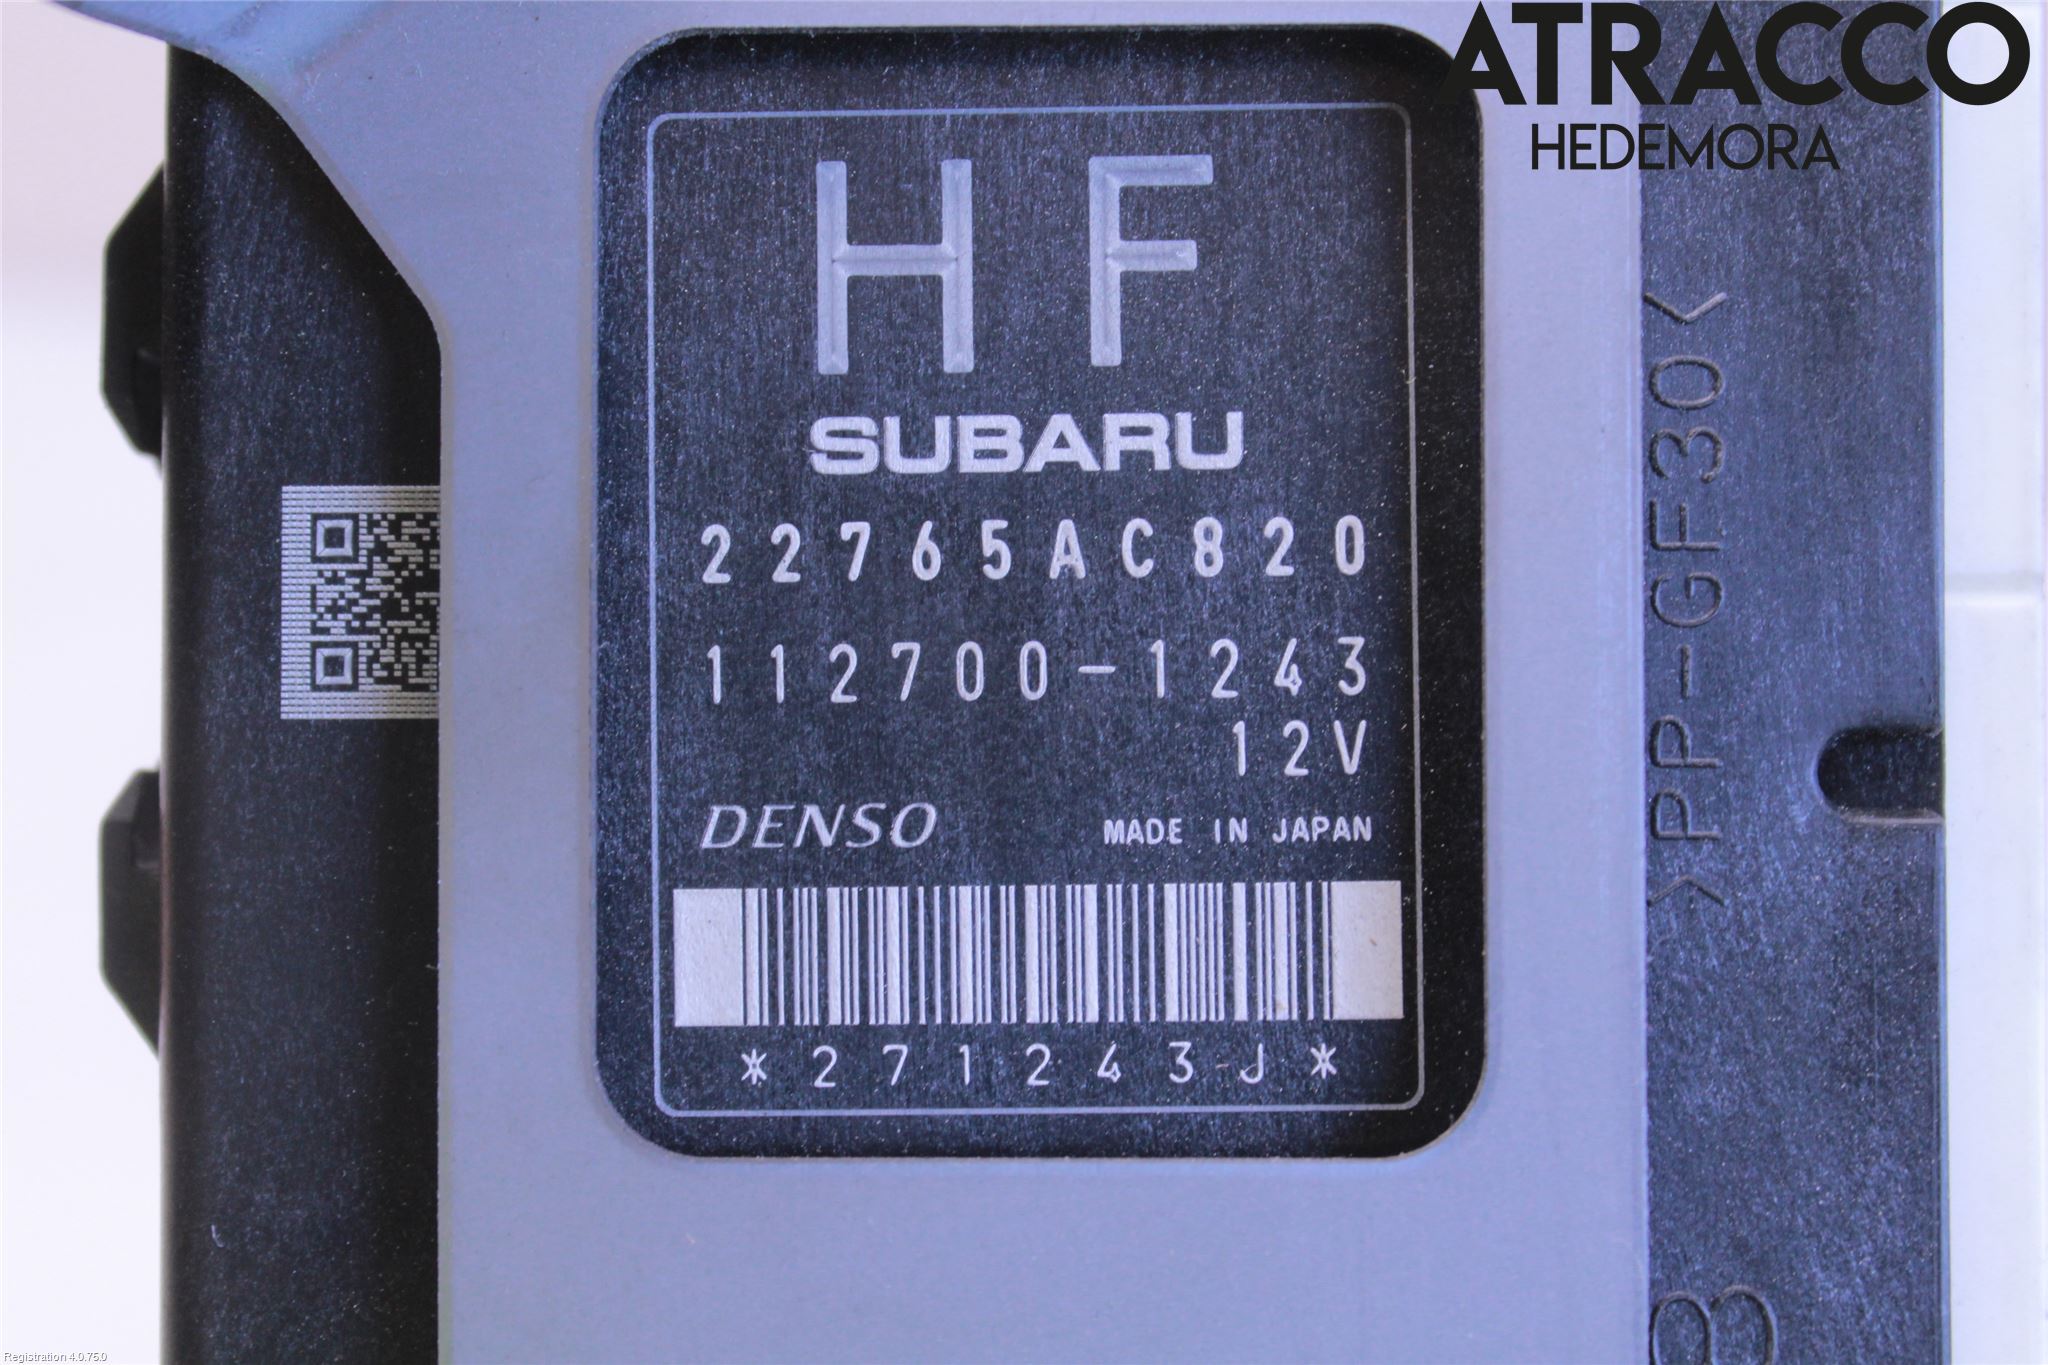 ATRACCO
HEDEMORA
HF
SUBARU
22765AC820
112700-1243
12V
DENSO
MADE IN JAPAN
*271243J*
>PP-GF30<
Registration 4.0.75.0